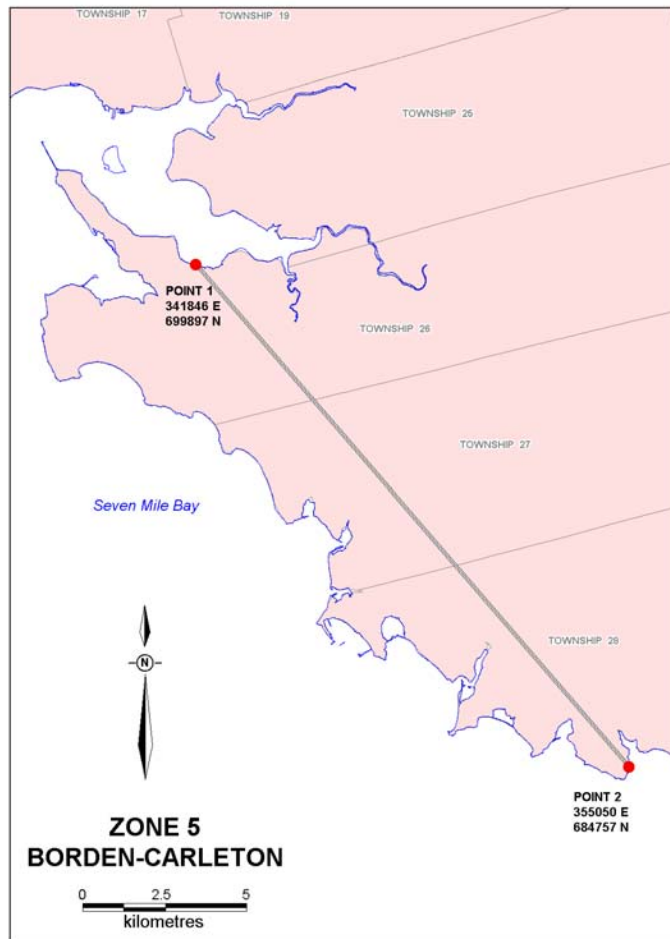 TOWNSHIP 17
TOWNSHIP 19
TOWNSHIP 25
POINT 1
341846 E
699897 N
TOWNSHIP 26
TOWNSHIP 27
Seven Mile Bay
N
TOWNSHIP 28
POINT 2
355050 E
684757 N
ZONE 5
BORDEN-CARLETON
0 2.5 5
kilometres